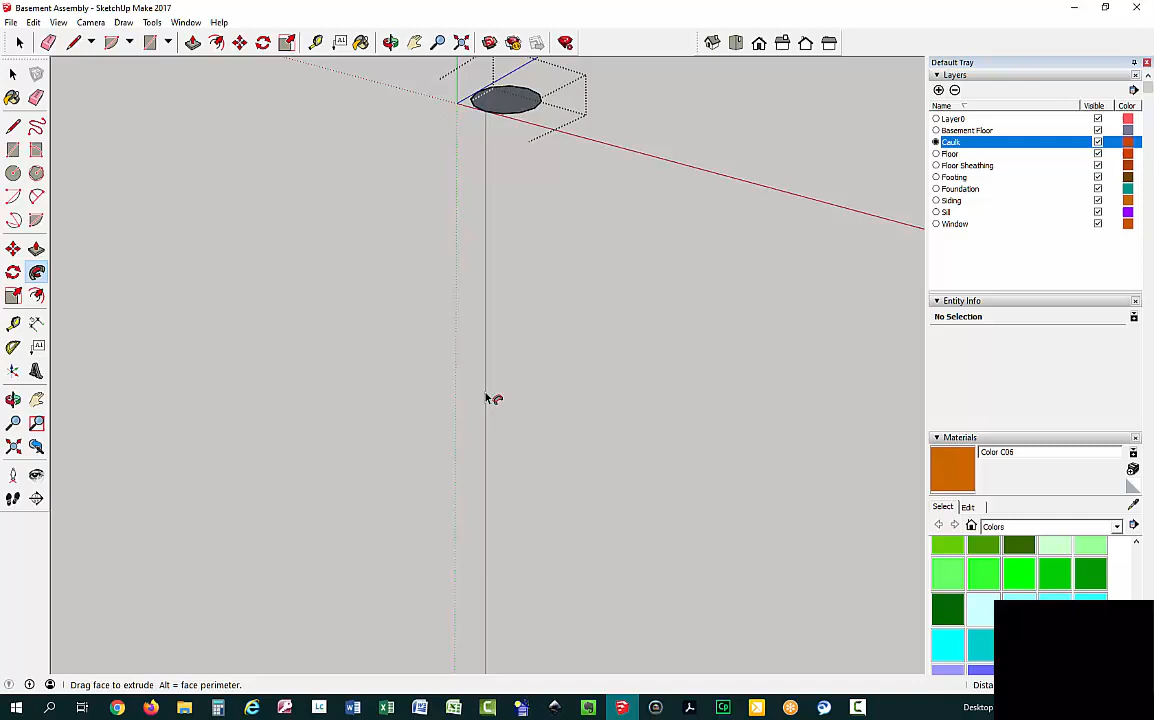 Basement Assembly - SketchUp Make 2017
File Edit View Camera Draw Tools Window Help
Default Tray
Layers
Name Visible Color
Layer0
Basement Floor
Caulk
Floor
Floor Sheathing
Footing
Foundation
Siding
Sill
Window
Entity Info
No Selection
Materials
Color C06
Select Edit
Colors
Drag face to extrude Alt = face perimeter.
Dista
Desktop